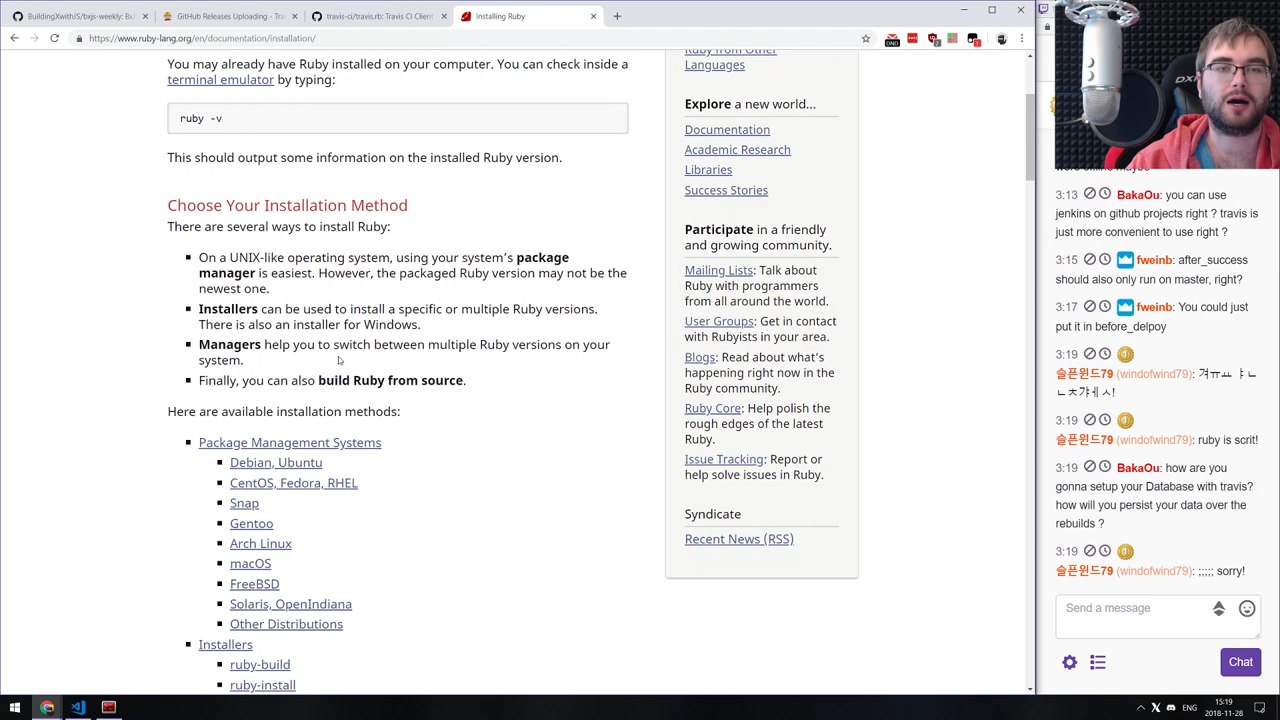 BuildingXwithJS/bxjs-weekly: BxJ
GitHub Releases Uploading - Tra
travis-ci/travis.rb: Travis CI Client
Installing Ruby
https://www.ruby-lang.org/en/documentation/installation/
You may already have Ruby installed on your computer. You can check inside a
terminal emulator by typing:
ruby -v
This should output some information on the installed Ruby version.
Choose Your Installation Method
There are several ways to install Ruby:
On a UNIX-like operating system, using your system's package
manager is easiest. However, the packaged Ruby version may not be the
newest one.
Installers can be used to install a specific or multiple Ruby versions.
There is also an installer for Windows.
Managers help you to switch between multiple Ruby versions on your
system.
Finally, you can also build Ruby from source.
Here are available installation methods:
Package Management Systems
Debian, Ubuntu
CentOS, Fedora, RHEL
Snap
Gentoo
Arch Linux
macOS
FreeBSD
Solaris, OpenIndiana
Other Distributions
Installers
ruby-build
ruby-install
Ruby from Other
Languages
Explore a new world...
Documentation
Academic Research
Libraries
Success Stories
Participate in a friendly
and growing community.
Mailing Lists: Talk about
Ruby with programmers
from all around the world.
User Groups: Get in contact
with Rubyists in your area.
Blogs: Read about what's
happening right now in the
Ruby community.
Ruby Core: Help polish the
rough edges of the latest
Ruby.
Issue Tracking: Report or
help solve issues in Ruby.
Syndicate
Recent News (RSS)
DXR
3:13 BakaOu: you can use
jenkins on github projects right ? travis is
just more convenient to use right ?
3:15 fweinb: after_success
should also only run on master, right?
3:17 fweinb: You could just
put it in before_delpoy
3:19
슬픈윈드79 (windofwind79): 겨ㅠㅛ ㅑㄴ
ㄴㅊ걔ㅔㅅ!
3:19
슬픈윈드79 (windofwind79): ruby is scrit!
3:19 BakaOu: how are you
gonna setup your Database with travis?
how will you persist your data over the
rebuilds ?
3:19
슬픈윈드79 (windofwind79): ;;;;; sorry!
Send a message
Chat
ENG
15:19
2018-11-28